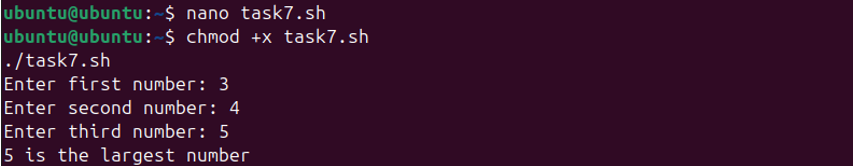 ubuntu@ubuntu:~$ nano task7.sh
ubuntu@ubuntu:~$ chmod +x task7.sh
./task7.sh
Enter first number: 3
Enter second number: 4
Enter third number: 5
5 is the largest number